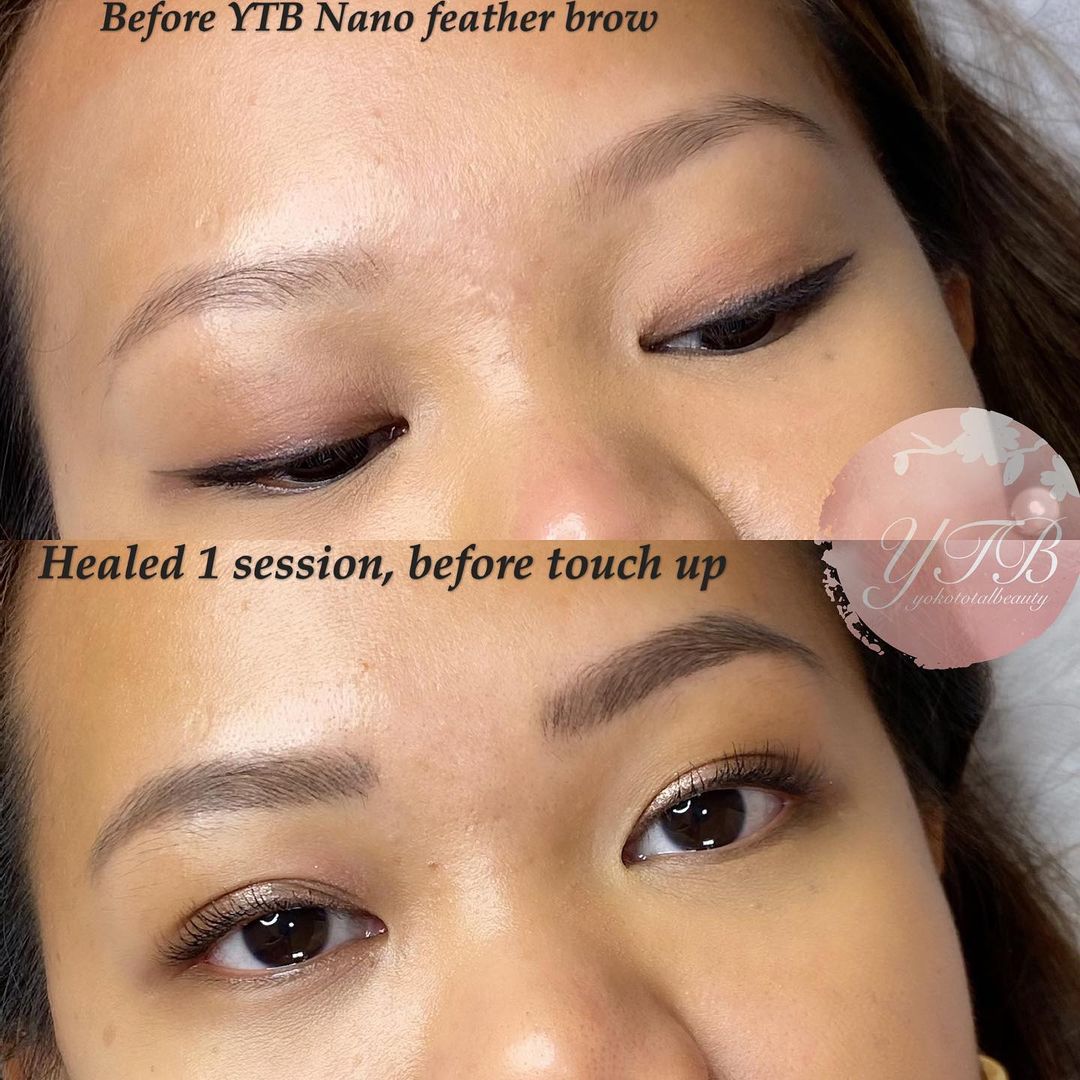 Before YTB Nano feather brow
Healed 1 session, before touch up
YTB
yokototalbeauty